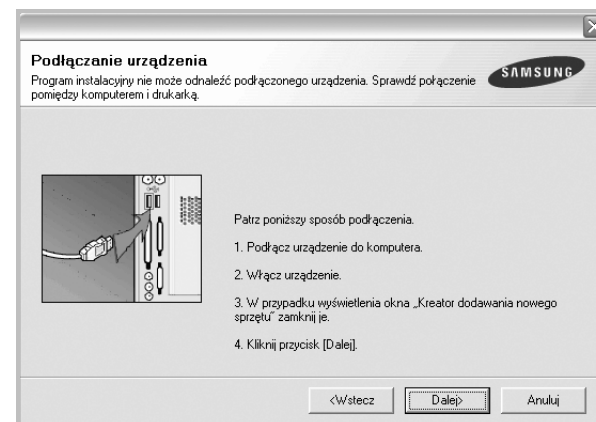 Podłączanie urządzenia
Program instalacyjny nie może odnaleźć podłączonego urządzenia. Sprawdź połączenie
pomiędzy komputerem i drukarką.
SAMSUNG
Patrz poniższy sposób podłączenia.
1. Podłącz urządzenie do komputera.
2. Włącz urządzenie.
3. W przypadku wyświetlenia okna „Kreator dodawania nowego
sprzętu” zamknij je.
4. Kliknij przycisk [Dalej].
<Wstecz
Dalej>
Anuluj